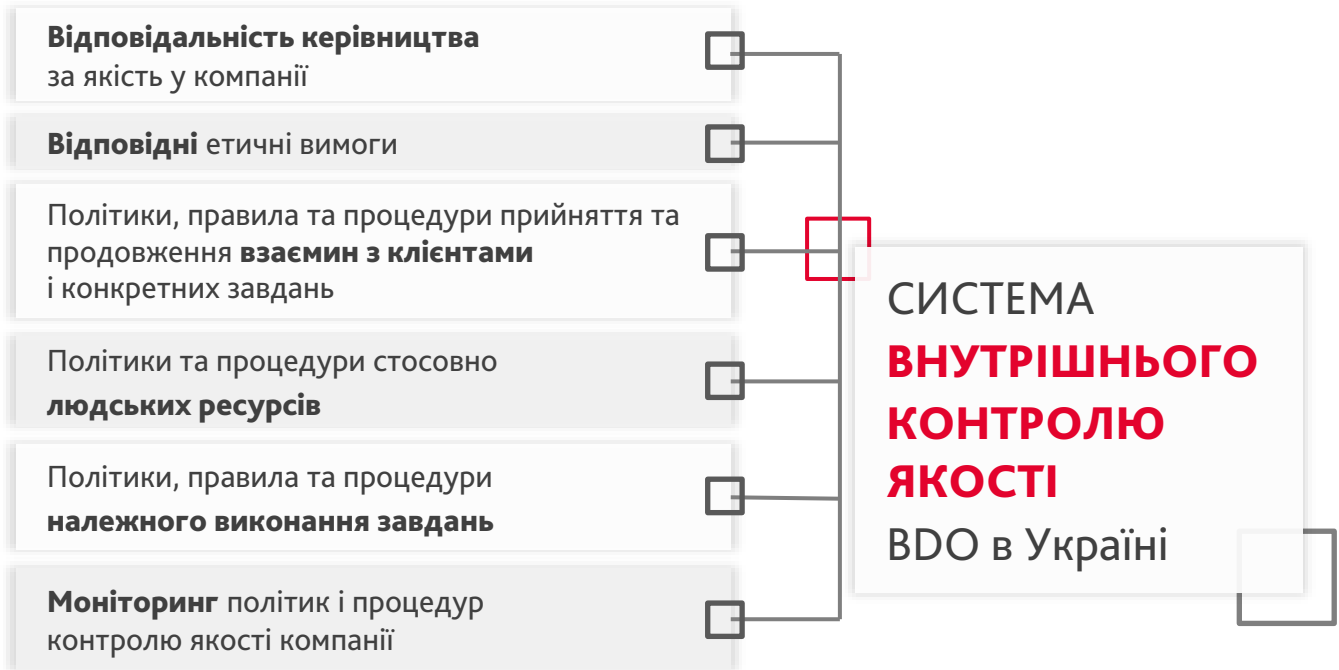 Відповідальність керівництва
за якість у компанії
Відповідні етичні вимоги
Політики, правила та процедури прийняття та
продовження взаємин з клієнтами
і конкретних завдань
Політики та процедури стосовно
людських ресурсів
Політики, правила та процедури
належного виконання завдань
Моніторинг політик і процедур
контролю якості компанії
СИСТЕМА
ВНУТРІШНЬОГО
КОНТРОЛЮ
ЯКОСТІ
BDO в Україні